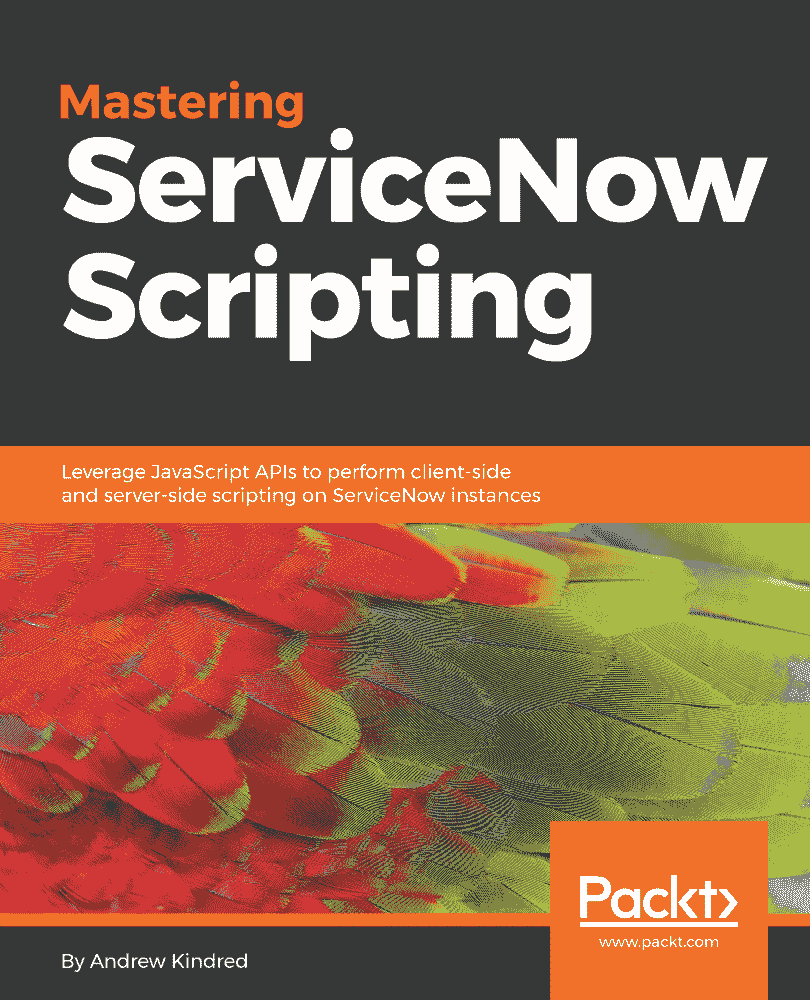 Mastering
ServiceNow
Scripting
Leverage JavaScript APIs to perform client-side
and server-side scripting on ServiceNow instances
Packt>
www.packt.com
By Andrew Kindred